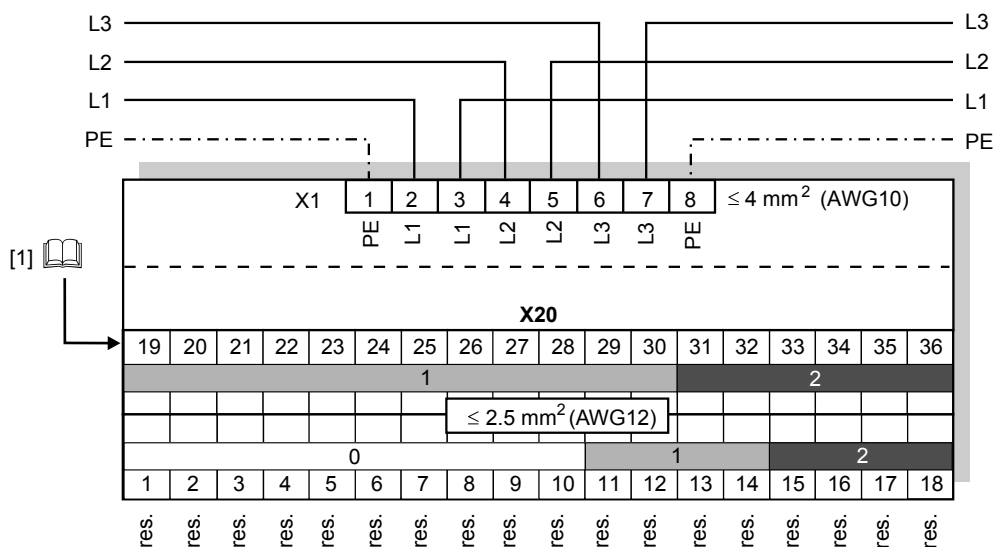 L3 L3
L2 L2
L1 L1
PE PE
X1 1 2 3 4 5 6 7 8 ≤ 4 mm² (AWG10)
PE L1 L1 L2 L2 L3 L3 PE
[1]
X20
19 20 21 22 23 24 25 26 27 28 29 30 31 32 33 34 35 36
1 2
≤ 2.5 mm² (AWG12)
0 1 2
1 2 3 4 5 6 7 8 9 10 11 12 13 14 15 16 17 18
res. res. res. res. res. res. res. res. res. res. res. res. res. res. res. res. res. res.